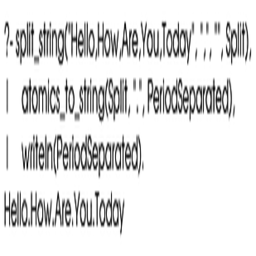 ?- split_string("Hello,How,Are,You,Today", ",", "", Split),
|    atomics_to_string(Split, ".", PeriodSeparated),
|    writeln(PeriodSeparated).
Hello.How.Are.You.Today